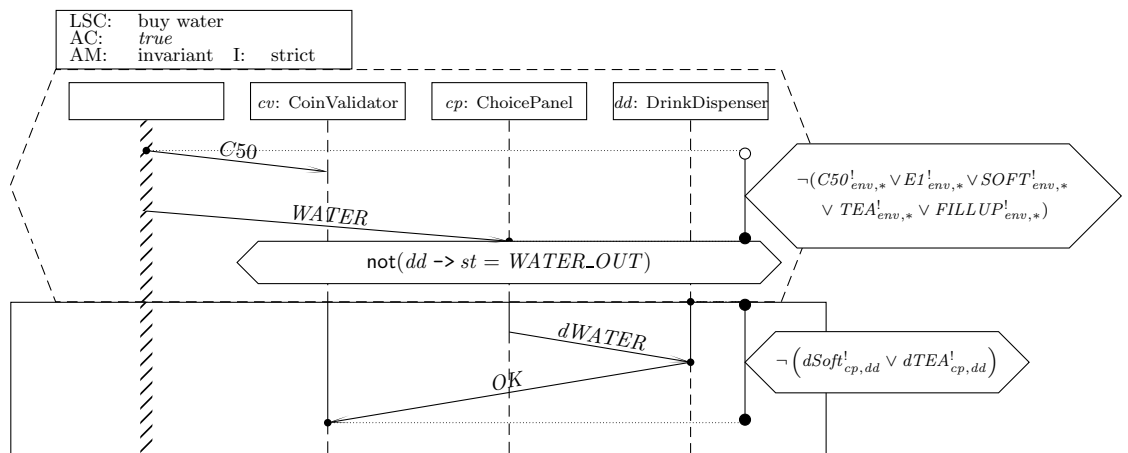 LSC: buy water
AC: true
AM: invariant I: strict
cv: CoinValidator
cp: ChoicePanel
dd: DrinkDispenser
C50
¬(C50!env,∗ ∨ E1!env,∗ ∨ SOFT!env,∗
∨ TEA!env,∗ ∨ FILLUP!env,∗)
WATER
not(dd -> st = WATER_OUT)
dWATER
¬(dSoft!cp,dd ∨ dTEA!cp,dd)
OK